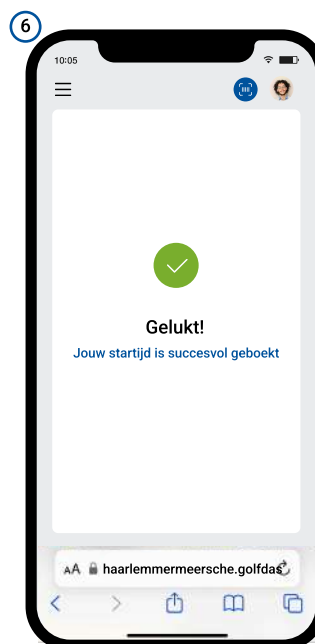 6
10:05
Gelukt!
Jouw startijd is succesvol geboekt
AA haarlemmermeersche.golfdas